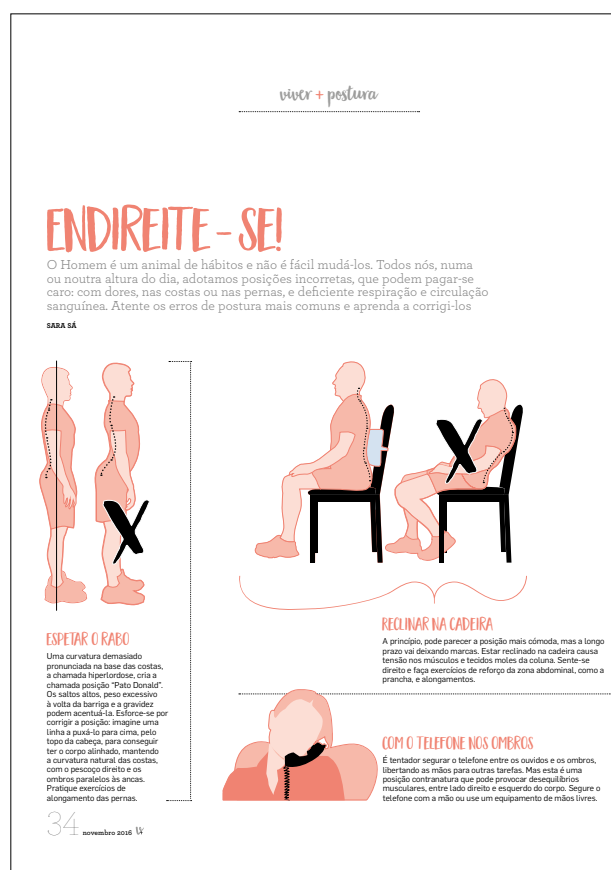 viver + postura
ENDIREITE - SE!
O Homem é um animal de hábitos e não é fácil mudá-los. Todos nós, numa
ou noutra altura do dia, adotamos posições incorretas, que podem pagar-se
caro: com dores, nas costas ou nas pernas, e deficiente respiração e circulação
sanguínea. Atente os erros de postura mais comuns e aprenda a corrigi-los
SARA SÁ
ESPETAR O RABO
Uma curvatura demasiado
pronunciada na base das costas,
a chamada hiperlordose, cria a
chamada posição “Pato Donald”.
Os saltos altos, peso excessivo
à volta da barriga e a gravidez
podem acentuá-la. Esforce-se por
corrigir a posição: imagine uma
linha a puxá-lo para cima, pelo
topo da cabeça, para conseguir
ter o corpo alinhado, mantendo
a curvatura natural das costas,
com o pescoço direito e os
ombros paralelos às ancas.
Pratique exercícios de
alongamento das pernas.
RECLINAR NA CADEIRA
A princípio, pode parecer a posição mais cómoda, mas a longo
prazo vai deixando marcas. Estar reclinado na cadeira causa
tensão nos músculos e tecidos moles da coluna. Sente-se
direito e faça exercícios de reforço da zona abdominal, como a
prancha, e alongamentos.
COM O TELEFONE NOS OMBROS
É tentador segurar o telefone entre os ouvidos e os ombros,
libertando as mãos para outras tarefas. Mas esta é uma
posição contranatura que pode provocar desequilíbrios
musculares, entre lado direito e esquerdo do corpo. Segure o
telefone com a mão ou use um equipamento de mãos livres.
34 novembro 2016